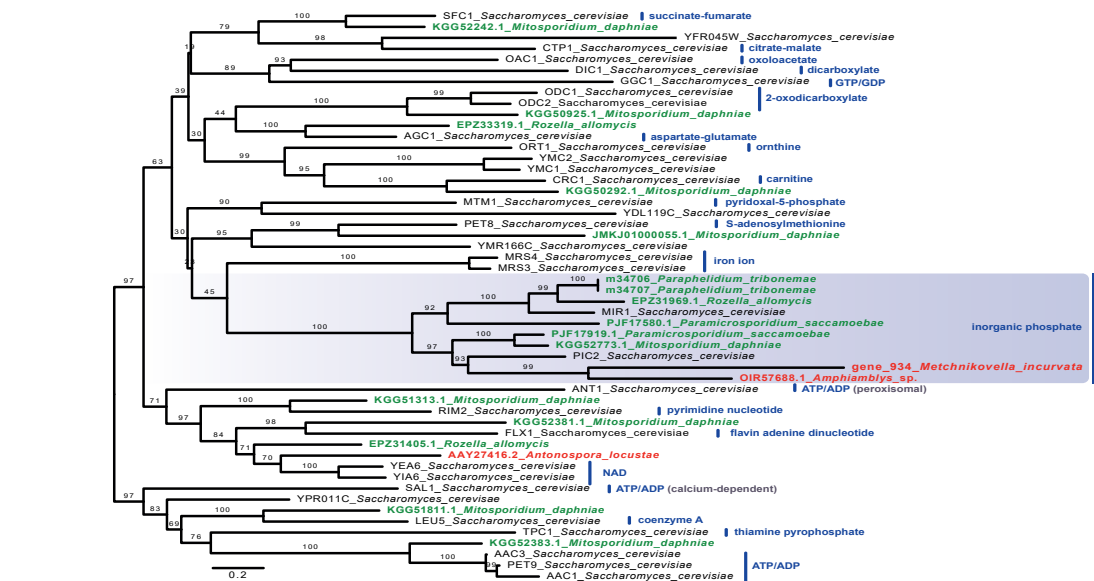 100 SFC1_Saccharomyces_cerevisiae succinate-fumarate
79 KGG52242.1_Mitosporidium_daphniae
98 YFR045W_Saccharomyces_cerevisiae
19 CTP1_Saccharomyces_cerevisiae citrate-malate
93 OAC1_Saccharomyces_cerevisiae oxoloacetate
89 DIC1_Saccharomyces_cerevisiae dicarboxylate
GGC1_Saccharomyces_cerevisiae GTP/GDP
39 99 ODC1_Saccharomyces_cerevisiae
100 ODC2_Saccharomyces_cerevisiae 2-oxodicarboxylate
44 KGG50925.1_Mitosporidium_daphniae
100 EPZ33319.1_Rozella_allomycis
30 AGC1_Saccharomyces_cerevisiae aspartate-glutamate
99 ORT1_Saccharomyces_cerevisiae ornthine
63 100 YMC2_Saccharomyces_cerevisiae
95 YMC1_Saccharomyces_cerevisiae
100 CRC1_Saccharomyces_cerevisiae carnitine
KGG50292.1_Mitosporidium_daphniae
90 MTM1_Saccharomyces_cerevisiae pyridoxal-5-phosphate
YDL119C_Saccharomyces_cerevisiae
30 99 PET8_Saccharomyces_cerevisiae S-adenosylmethionine
95 JMKJ01000055.1_Mitosporidium_daphniae
YMR166C_Saccharomyces_cerevisiae
100 MRS4_Saccharomyces_cerevisiae iron ion
MRS3_Saccharomyces_cerevisiae
97 100 m34706_Paraphelidium_tribonemae
99 m34707_Paraphelidium_tribonemae
45 100 EPZ31969.1_Rozella_allomycis
92 MIR1_Saccharomyces_cerevisiae
PJF17580.1_Paramicrosporidium_saccamoebae inorganic phosphate
100 100 PJF17919.1_Paramicrosporidium_saccamoebae
97 KGG52773.1_Mitosporidium_daphniae
93 PIC2_Saccharomyces_cerevisiae
99 gene_934_Metchnikovella_incurvata
OIR57688.1_Amphiamblys_sp.
ANT1_Saccharomyces_cerevisiae ATP/ADP (peroxisomal)
71 KGG51313.1_Mitosporidium_daphniae
97 RIM2_Saccharomyces_cerevisiae pyrimidine nucleotide
98 KGG52381.1_Mitosporidium_daphniae
84 FLX1_Saccharomyces_cerevisiae flavin adenine dinucleotide
71 EPZ31405.1_Rozella_allomycis
70 AAY27416.2_Antonospora_locustae
100 YEA6_Saccharomyces_cerevisiae NAD
YIA6_Saccharomyces_cerevisiae
97 SAL1_Saccharomyces_cerevisiae ATP/ADP (calcium-dependent)
83 YPR011C_Saccharomyces_cerevisiae
100 KGG51811.1_Mitosporidium_daphniae
69 LEU5_Saccharomyces_cerevisiae coenzyme A
76 TPC1_Saccharomyces_cerevisiae thiamine pyrophosphate
100 KGG52383.1_Mitosporidium_daphniae
100 AAC3_Saccharomyces_cerevisiae
99 PET9_Saccharomyces_cerevisiae ATP/ADP
AAC1_Saccharomyces_cerevisiae
0.2